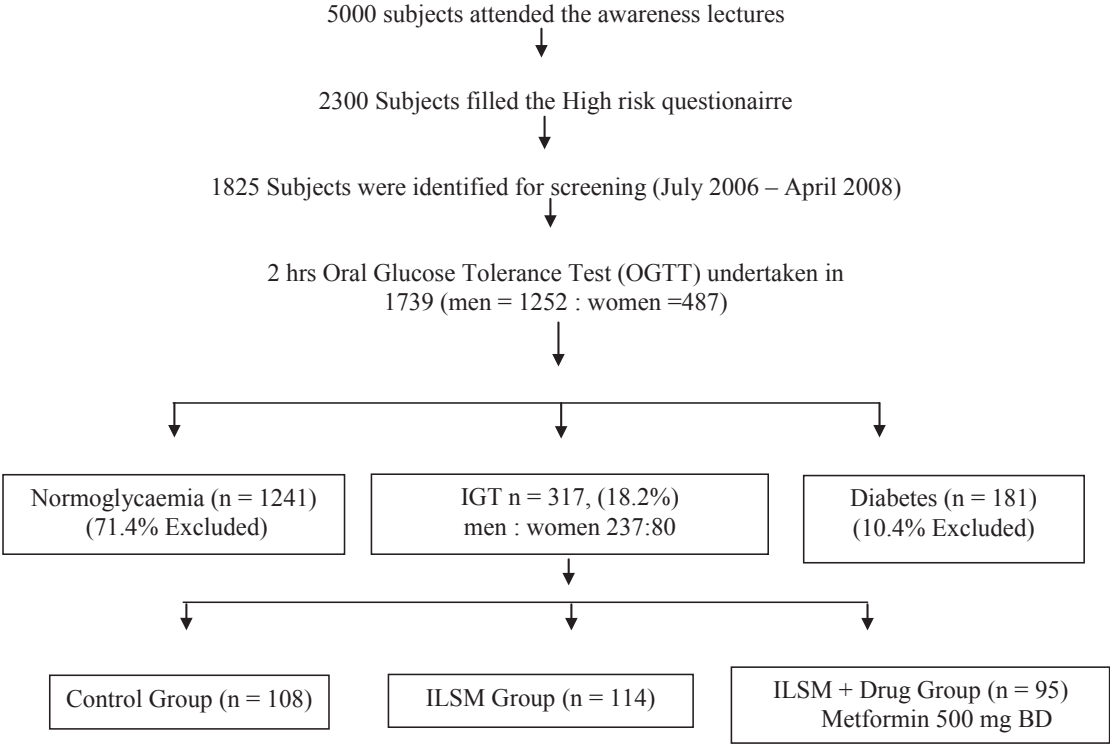 5000 subjects attended the awareness lectures
2300 Subjects filled the High risk questionairre
1825 Subjects were identified for screening (July 2006 – April 2008)
2 hrs Oral Glucose Tolerance Test (OGTT) undertaken in
1739 (men = 1252 : women =487)
Normoglycaemia (n = 1241)
(71.4% Excluded)
IGT n = 317, (18.2%)
men : women 237:80
Diabetes (n = 181)
(10.4% Excluded)
Control Group (n = 108)
ILSM Group (n = 114)
ILSM + Drug Group (n = 95)
Metformin 500 mg BD